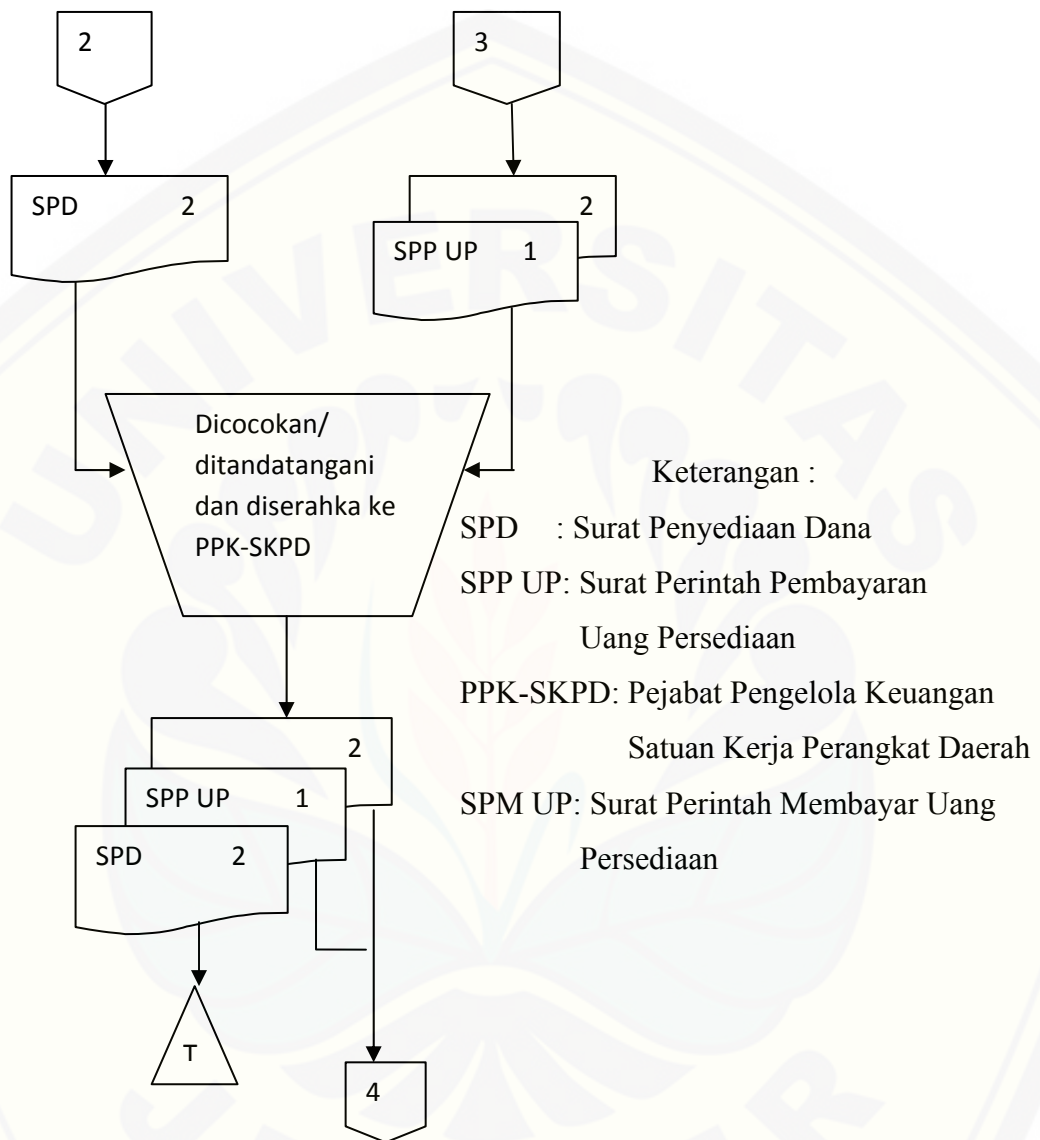 2
3
SPD 2
2
SPP UP 1
Dicocokan/
ditandatangani
dan diserahka ke
PPK-SKPD
Keterangan :
SPD : Surat Penyediaan Dana
SPP UP: Surat Perintah Pembayaran
Uang Persediaan
PPK-SKPD: Pejabat Pengelola Keuangan
Satuan Kerja Perangkat Daerah
SPM UP: Surat Perintah Membayar Uang
Persediaan
2
SPP UP 1
SPD 2
T
4
UNIVERSITAS